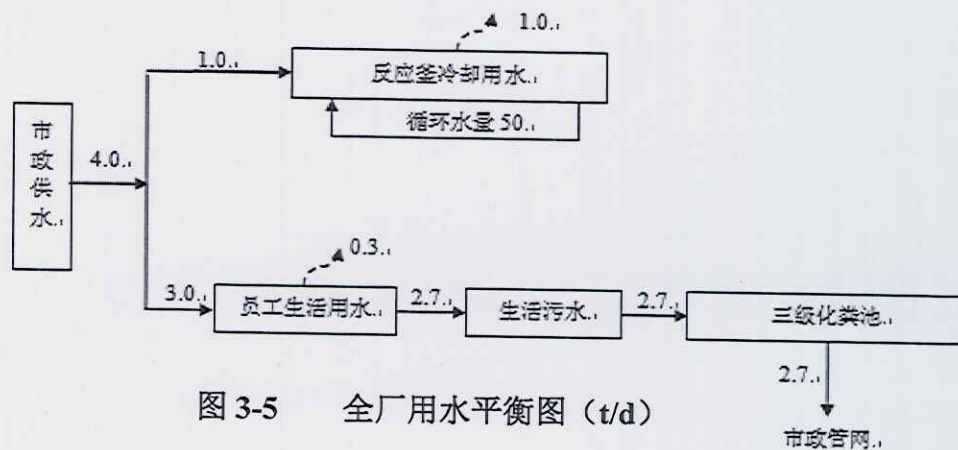 1.0
1.0
反应釜冷却用水
循环水量 50
市政供水
4.0
0.3
3.0
员工生活用水
2.7
生活污水
2.7
三级化粪池
2.7
图 3-5 全厂用水平衡图（t/d）
市政管网